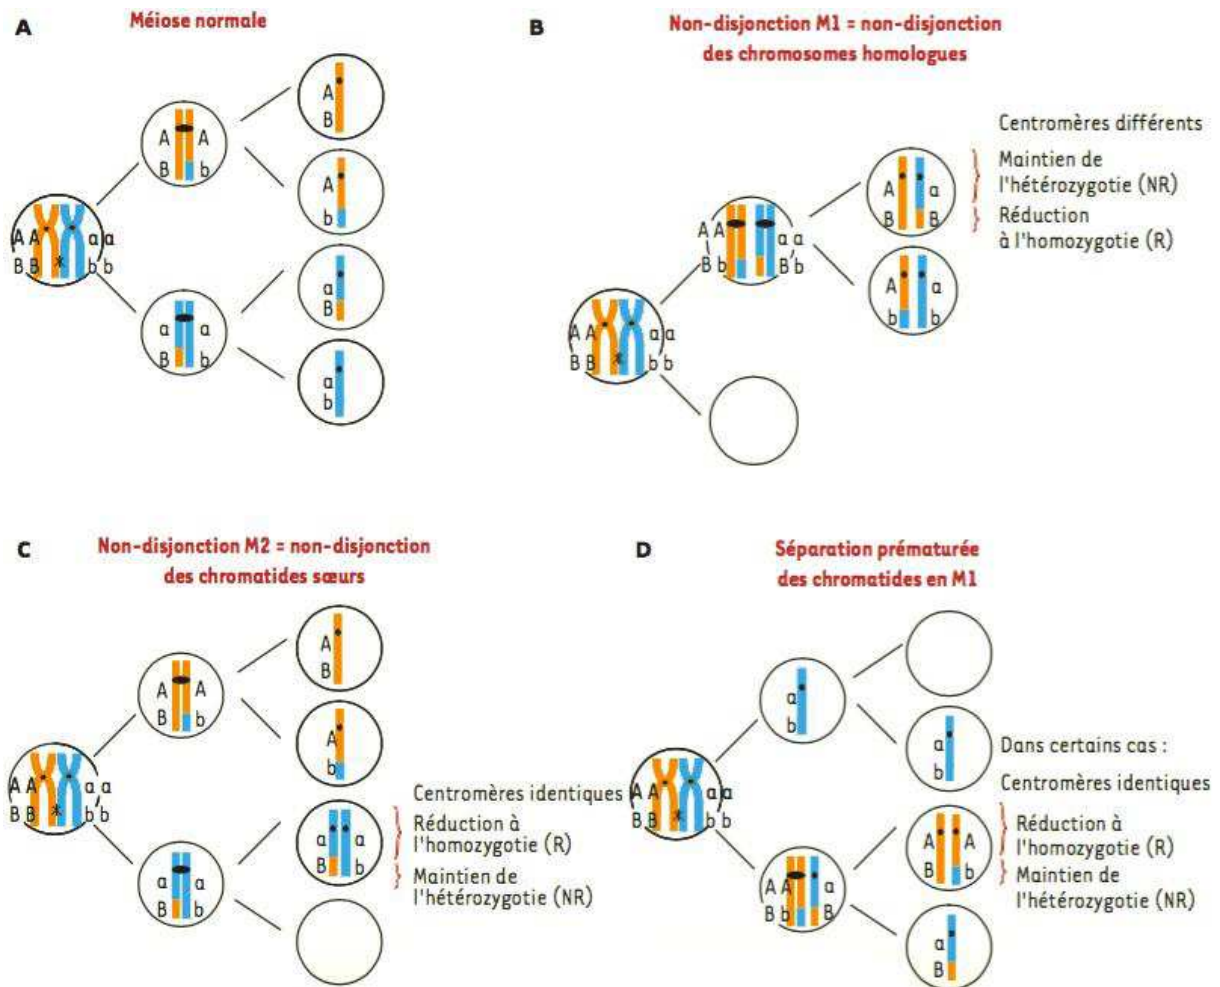 A
Méiose normale
A
B
A A
B b
A
b
A A a a
B B b b
a
B
a a
B b
a
b
B
Non-disjonction M1 = non-disjonction
des chromosomes homologues
Centromères différents
Maintien de
l'hétérozygotie (NR)
Réduction
à l'homozygotie (R)
A a
B B
A A a a
B b B b
A a
b b
A A a a
B B b b
C
Non-disjonction M2 = non-disjonction
des chromatides sœurs
A
B
A A
B b
A
b
A A a a
B B b b
Centromères identiques
Réduction à
l'homozygotie (R)
Maintien de
l'hétérozygotie (NR)
a a
B b
a a
B b
D
Séparation prématurée
des chromatides en M1
a
b
a
b
Dans certains cas :
Centromères identiques
A A a a
B B b b
Réduction à
l'homozygotie (R)
Maintien de
l'hétérozygotie (NR)
A A
B b
A A a
B b B
a
B